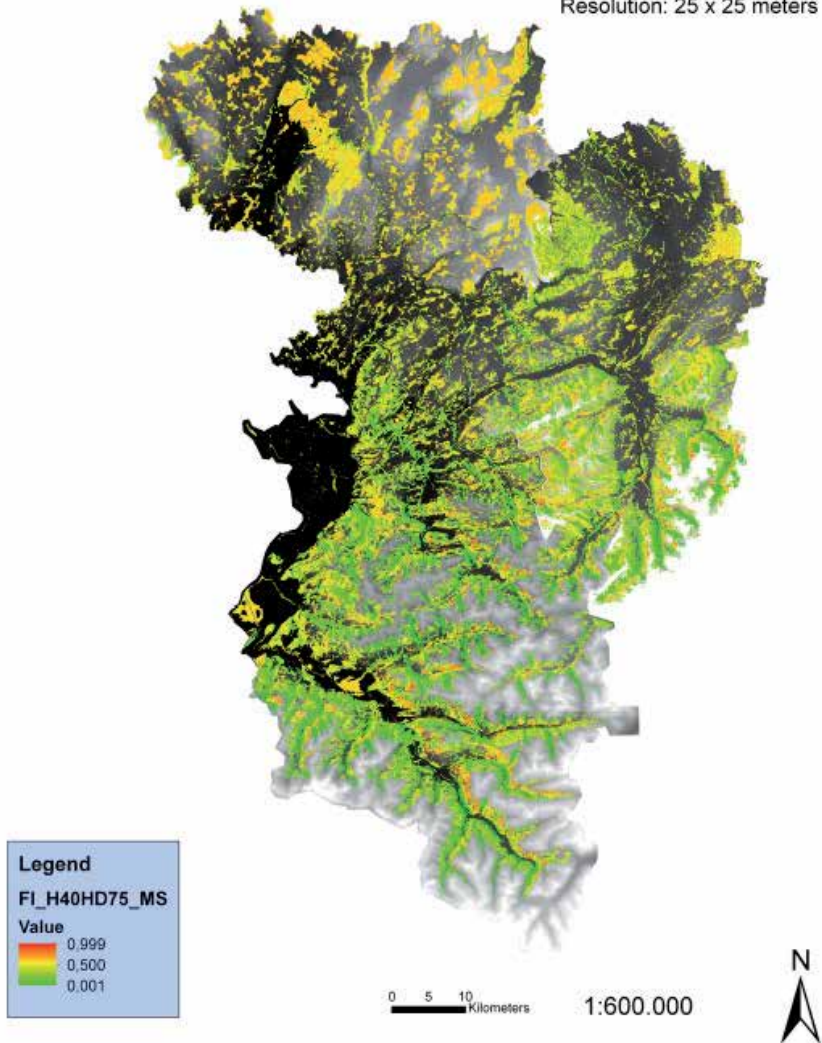 Resolution: 25 x 25 meters
Legend
FI_H40HD75_MS
Value
0,999
0,500
0.001
0 5 10
Kilometers
1:600.000
N